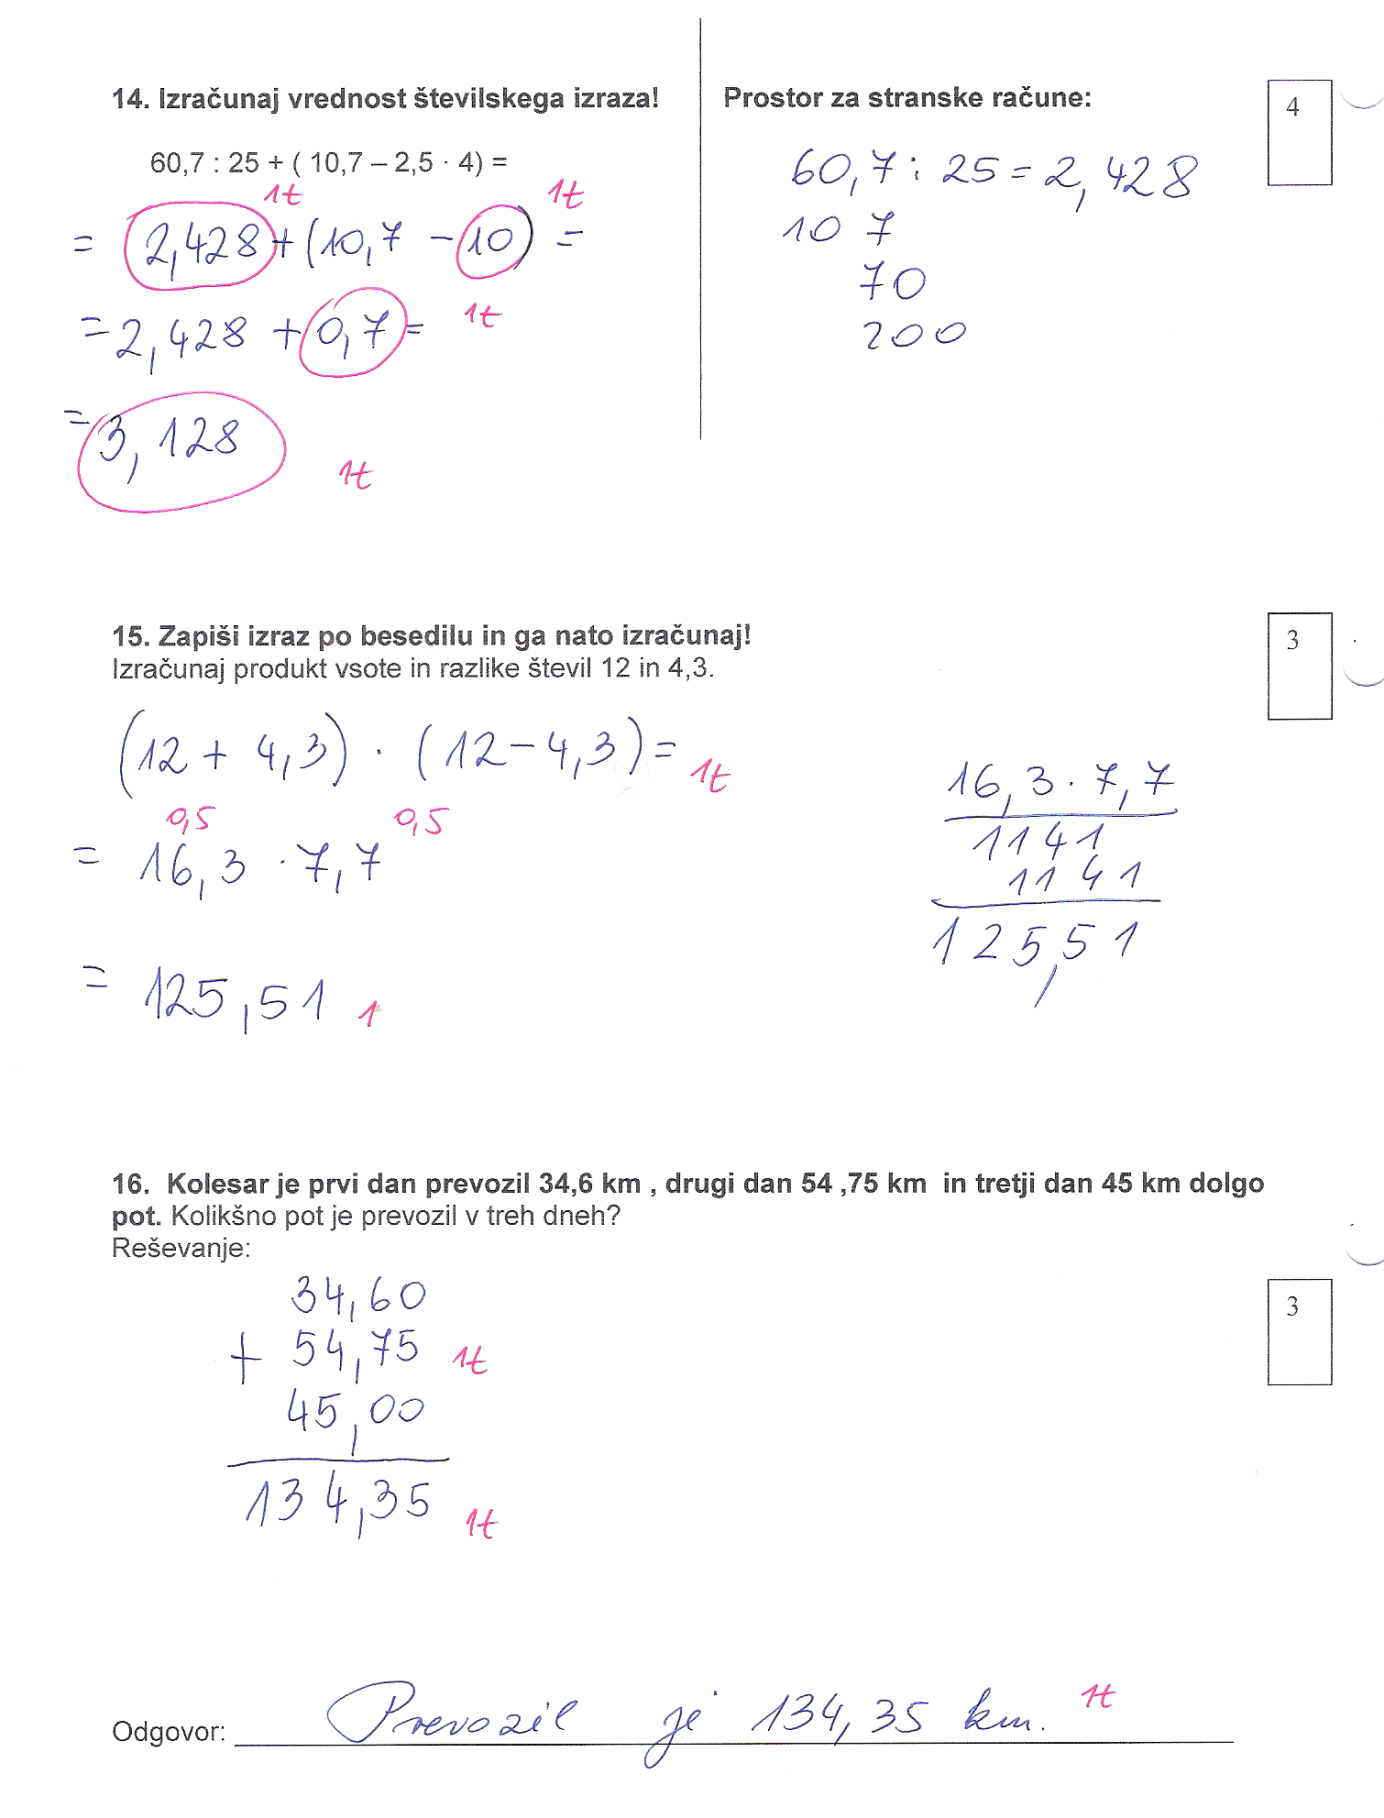 14. Izračunaj vrednost številskega izraza!
60,7 : 25 + ( 10,7 – 2,5 · 4) =
1t 1t
= 2,428 + (10,7 - 10) =
= 2,428 + 0,7 = 1t
= 3,128
1t
Prostor za stranske račune:
60,7 : 25 = 2,428
10 7
70
200
4
15. Zapiši izraz po besedilu in ga nato izračunaj!
Izračunaj produkt vsote in razlike števil 12 in 4,3.
3
(12 + 4,3) · (12 - 4,3) = 1t
0,5 0,5
= 16,3 · 7,7
= 125,51 1
16,3 · 7,7
1141
1141
125,51
16. Kolesar je prvi dan prevozil 34,6 km , drugi dan 54 ,75 km in tretji dan 45 km dolgo
pot. Kolikšno pot je prevozil v treh dneh?
Reševanje:
3
34,60
+ 54,75 1t
45,00
134,35 1t
Odgovor: Prevozil je 134,35 km. 1t